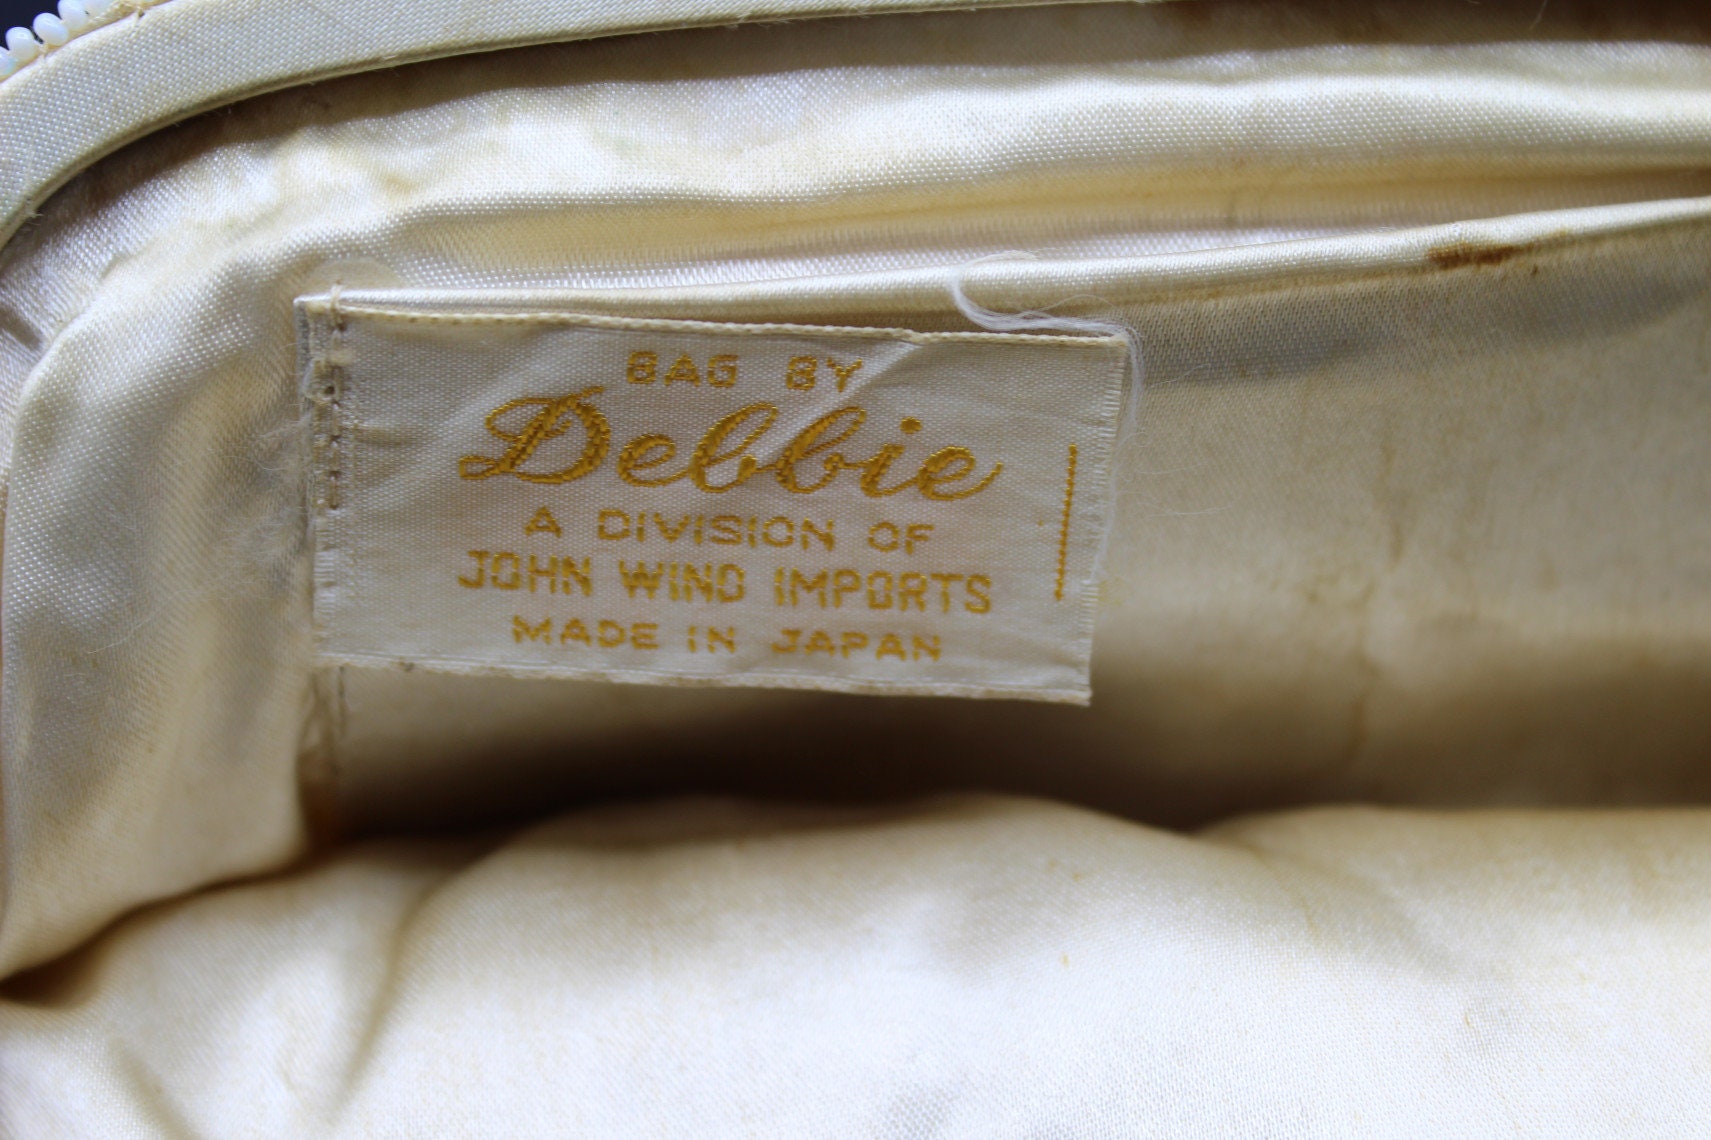 BAG BY
Debbie
A DIVISION OF
JOHN WIND IMPORTS
MADE IN JAPAN